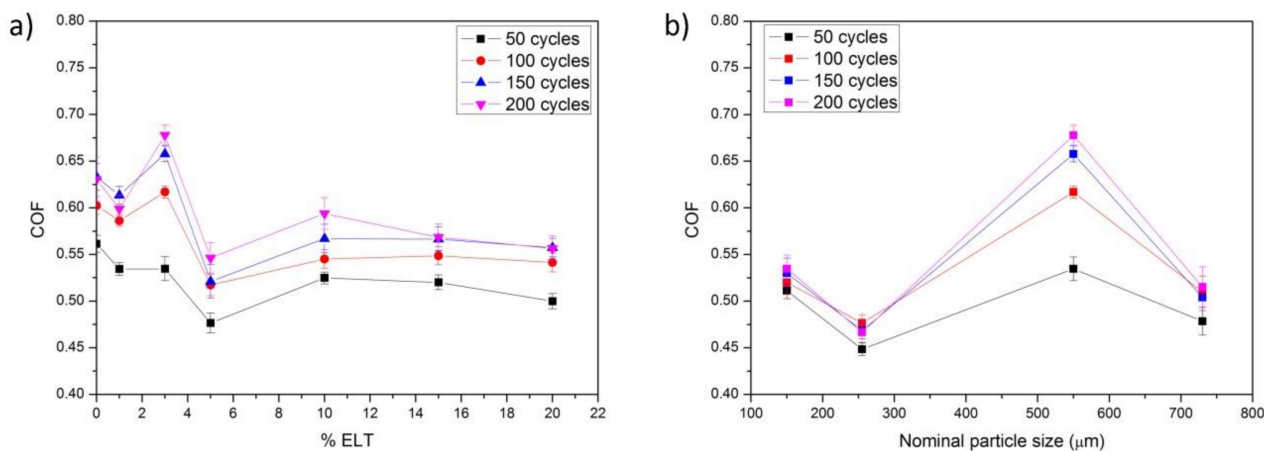 a)
0.80
0.75
0.70
0.65
0.60
0.55
0.50
0.45
0.40
COF
50 cycles
100 cycles
150 cycles
200 cycles
0 2 4 6 8 10 12 14 16 18 20 22
% ELT
b)
0.80
0.75
0.70
0.65
0.60
0.55
0.50
0.45
0.40
COF
50 cycles
100 cycles
150 cycles
200 cycles
100 200 300 400 500 600 700 800
Nominal particle size (μm)